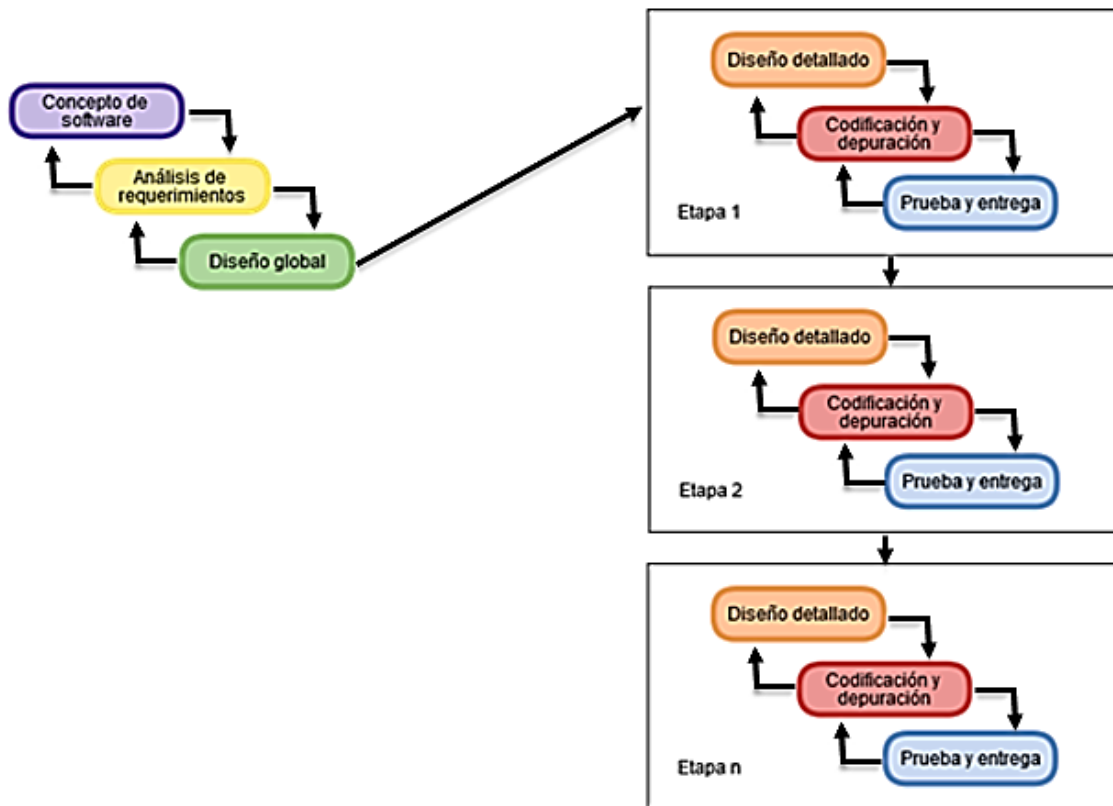 Concepto de
software
Análisis de
requerimientos
Diseño global
Diseño detallado
Codificación y
depuración
Prueba y entrega
Etapa 1
Diseño detallado
Codificación y
depuración
Prueba y entrega
Etapa 2
Diseño detallado
Codificación y
depuración
Prueba y entrega
Etapa n